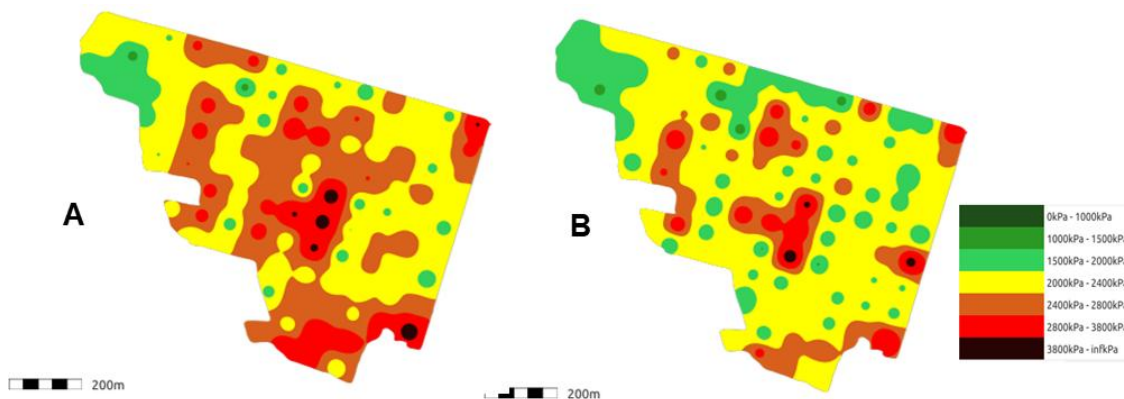 A
B
0kPa - 1000kPa
1000kPa - 1500kPa
1500kPa - 2000kPa
2000kPa - 2400kPa
2400kPa - 2800kPa
2800kPa - 3800kPa
3800kPa - infkPa
200m
200m